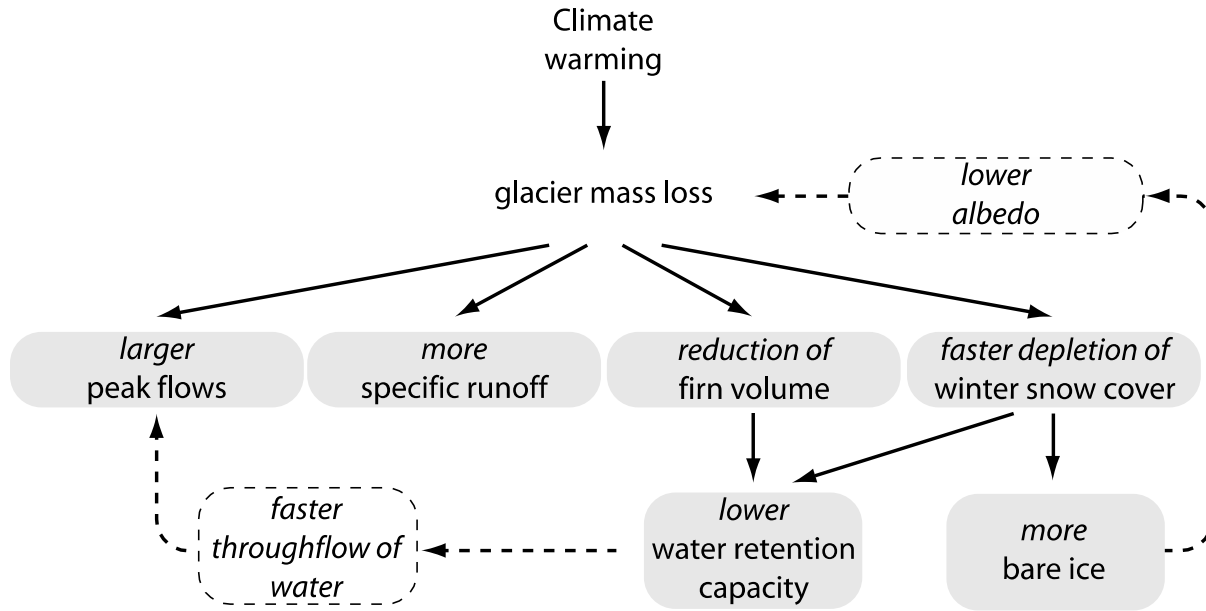 Climate
warming
glacier mass loss
lower
albedo
larger
peak flows
more
specific runoff
reduction of
firn volume
faster depletion of
winter snow cover
faster
throughflow of
water
lower
water retention
capacity
more
bare ice